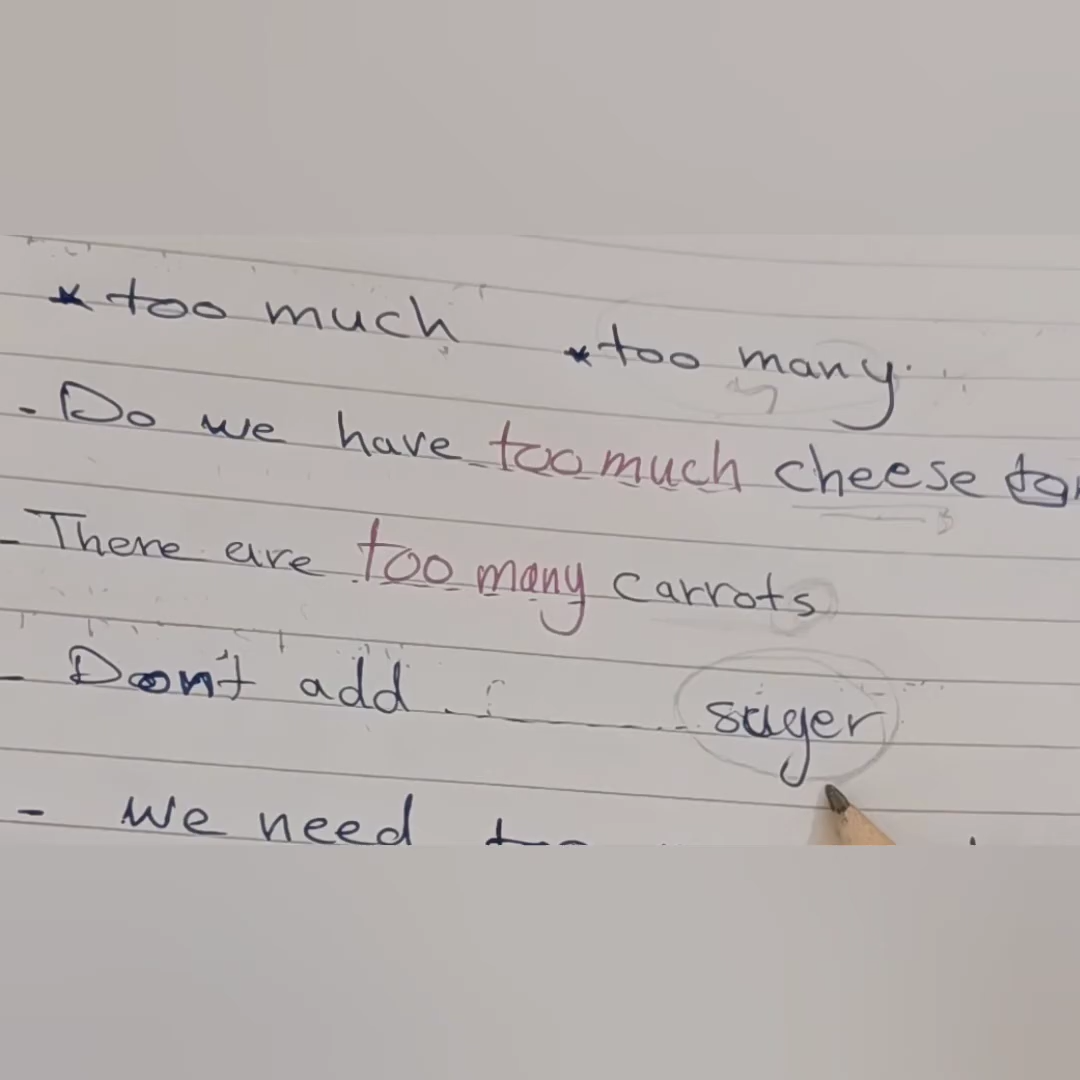 * too much * too many.
- Do we have too much cheese
- There are too many carrots
- Don't add ........ suger
- we need